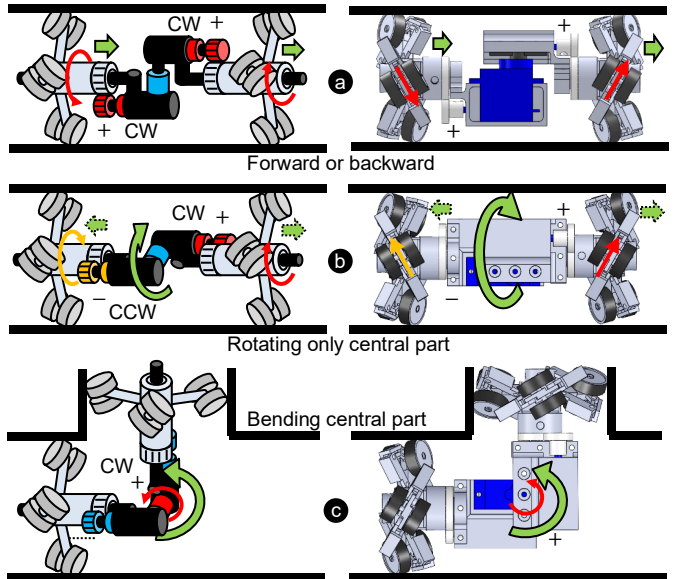 CW +
+
+ CW
a
+
Forward or backward
CW +
+
b
− CCW
−
Rotating only central part
Bending central part
CW
+
c
+